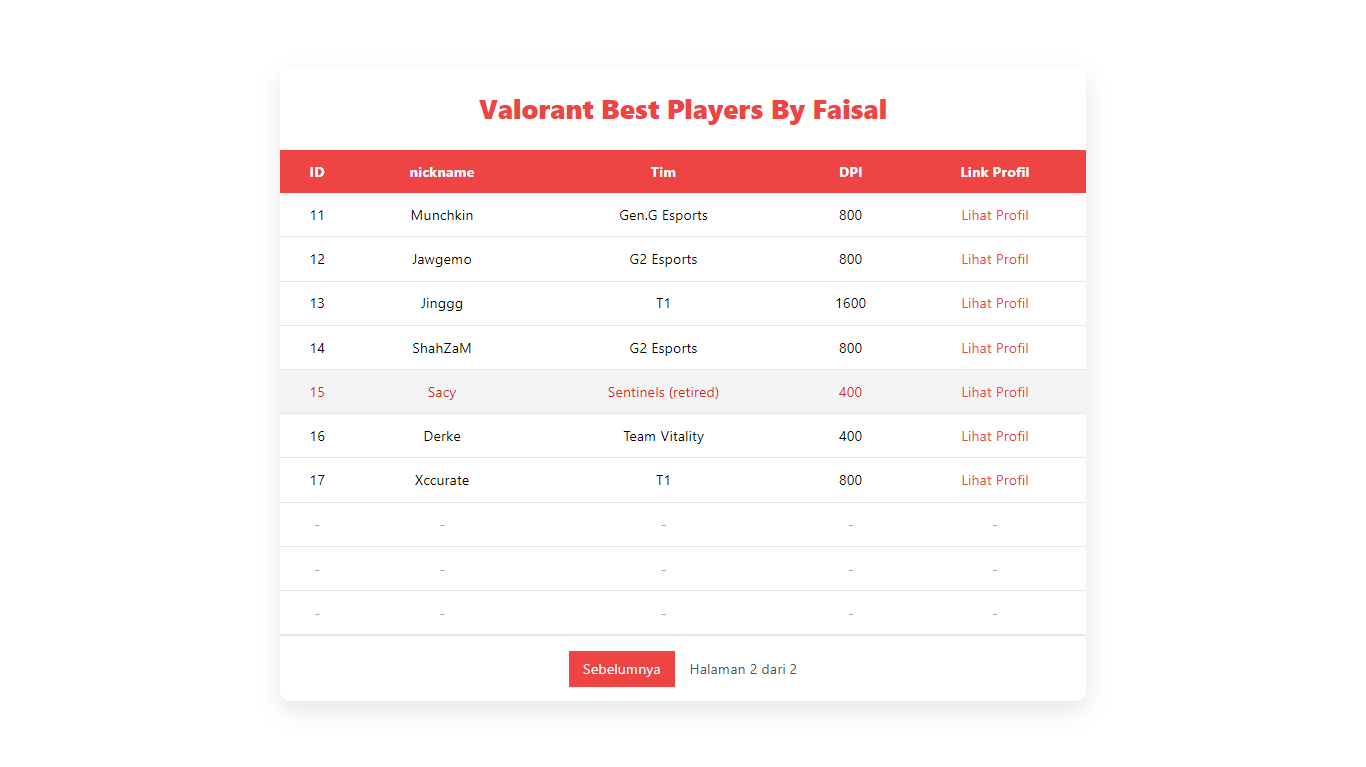 Valorant Best Players By Faisal
ID nickname Tim DPI Link Profil
11 Munchkin Gen.G Esports 800 Lihat Profil
12 Jawgemo G2 Esports 800 Lihat Profil
13 Jinggg T1 1600 Lihat Profil
14 ShahZaM G2 Esports 800 Lihat Profil
15 Sacy Sentinels (retired) 400 Lihat Profil
16 Derke Team Vitality 400 Lihat Profil
17 Xccurate T1 800 Lihat Profil
- - - - -
- - - - -
- - - - -
Sebelumnya Halaman 2 dari 2